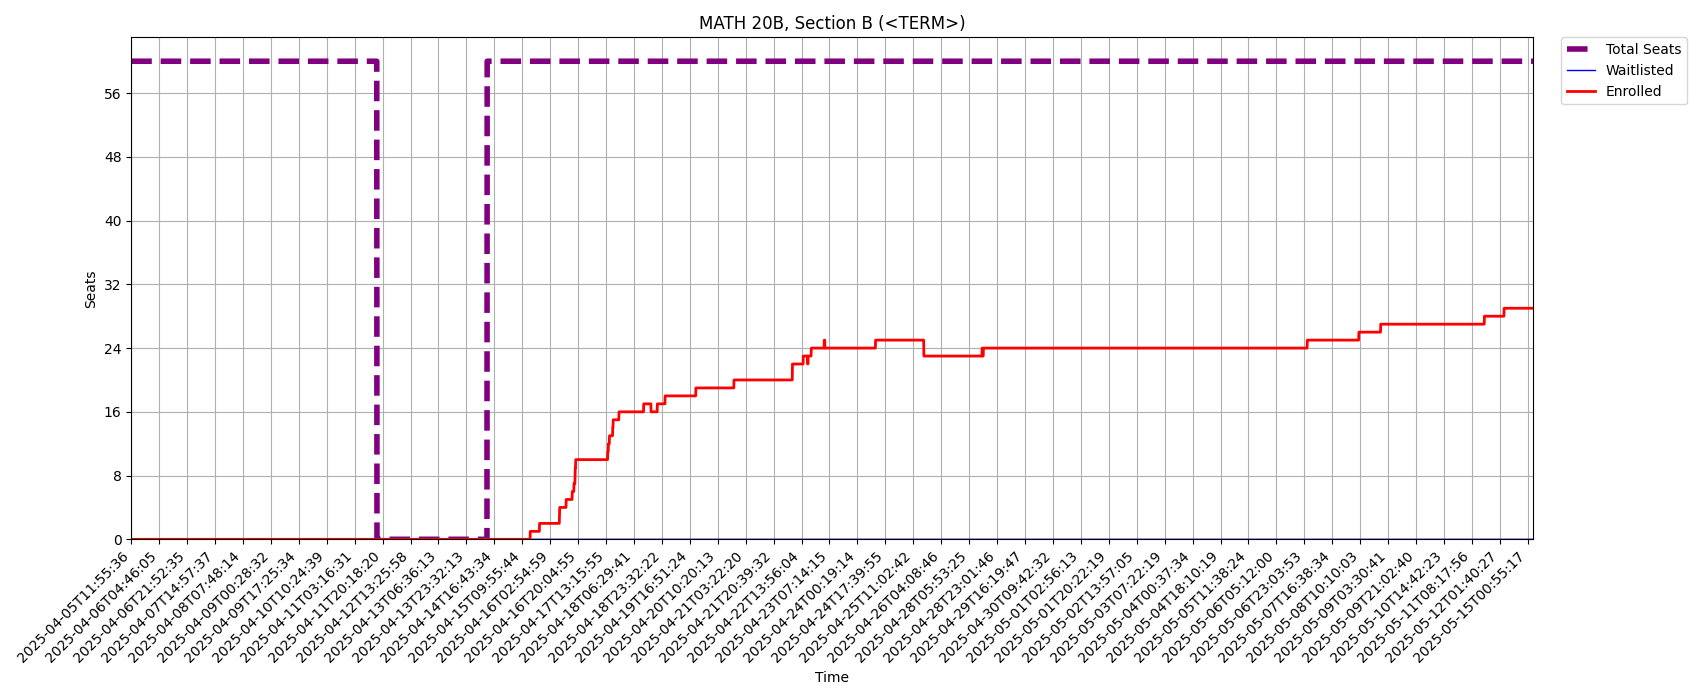 MATH 20B, Section B (<TERM>)
Total Seats
Waitlisted
Enrolled
Seats
56
48
40
32
24
16
8
0
2025-04-05T11:55:36
2025-04-06T04:46:05
2025-04-06T21:52:35
2025-04-07T14:57:37
2025-04-08T07:48:14
2025-04-09T00:28:32
2025-04-09T17:25:34
2025-04-10T10:24:39
2025-04-11T03:16:31
2025-04-11T20:18:20
2025-04-12T13:25:58
2025-04-13T06:36:13
2025-04-13T23:32:13
2025-04-14T16:43:34
2025-04-15T09:55:44
2025-04-16T02:54:59
2025-04-16T20:04:55
2025-04-17T13:15:55
2025-04-18T06:29:41
2025-04-18T23:32:22
2025-04-19T16:51:24
2025-04-20T10:20:13
2025-04-21T03:22:20
2025-04-21T20:39:32
2025-04-22T13:56:04
2025-04-23T07:14:15
2025-04-24T00:19:14
2025-04-24T17:39:55
2025-04-25T11:02:42
2025-04-26T04:08:46
2025-04-28T05:53:25
2025-04-28T23:01:46
2025-04-29T16:19:47
2025-04-30T09:42:32
2025-05-01T02:56:13
2025-05-01T20:22:19
2025-05-02T13:57:05
2025-05-03T07:22:19
2025-05-04T00:37:34
2025-05-04T18:10:19
2025-05-05T11:38:24
2025-05-06T05:12:00
2025-05-06T23:03:53
2025-05-07T16:38:34
2025-05-08T10:10:03
2025-05-09T03:30:41
2025-05-09T21:02:40
2025-05-10T14:42:23
2025-05-11T08:17:56
2025-05-12T01:40:27
2025-05-15T00:55:17
Time